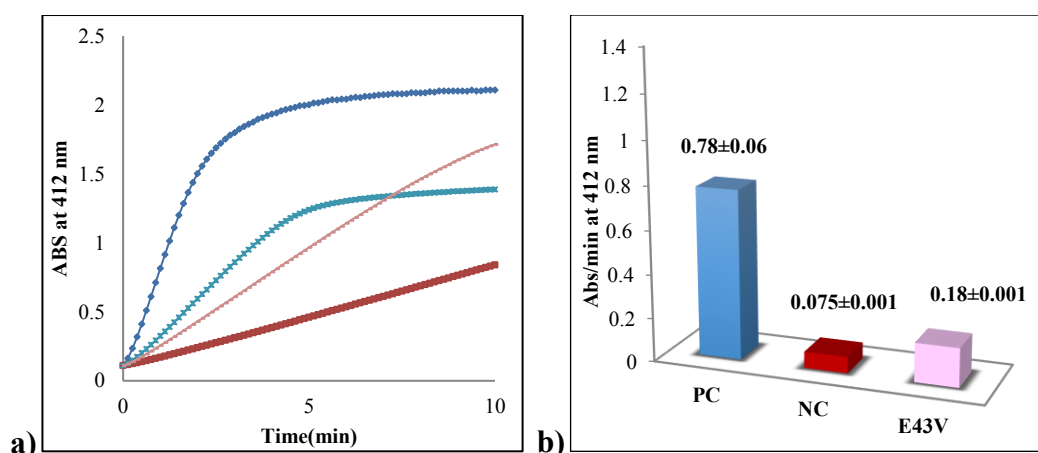 a)
ABS at 412 nm
2.5
2
1.5
1
0.5
0
0 5 10
Time(min)
b)
Abs/min at 412 nm
1.4
1.2
1
0.8
0.6
0.4
0.2
0
0.78±0.06
0.075±0.001
0.18±0.001
PC
NC
E43V